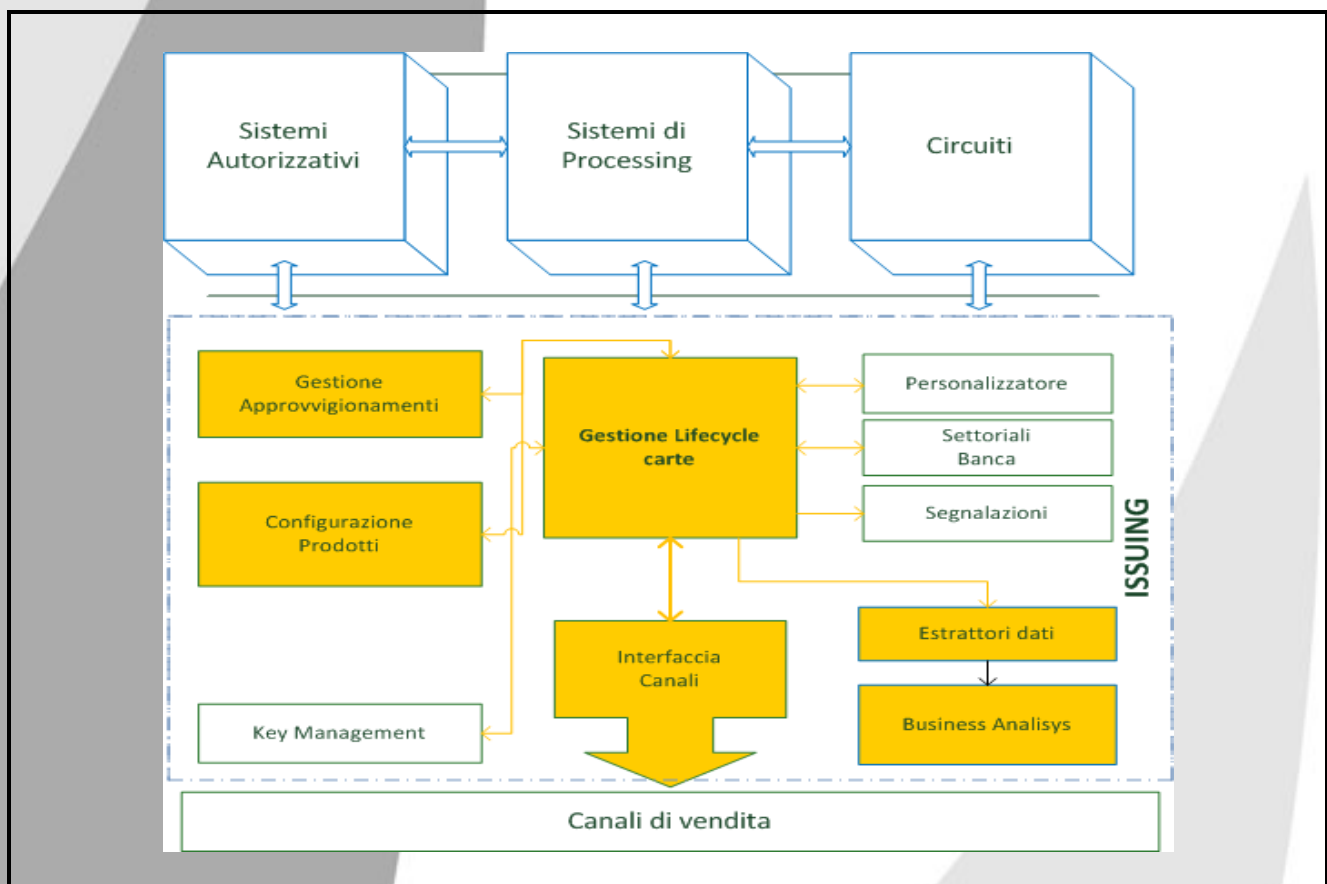 Sistemi
Autorizzativi
Sistemi di
Processing
Circuiti
Gestione
Approvvigionamenti
Gestione Lifecycle
carte
Personalizzatore
Settoriali
Banca
Segnalazioni
Configurazione
Prodotti
ISSUING
Interfaccia
Canali
Estrattori dati
Key Management
Business Analisys
Canali di vendita